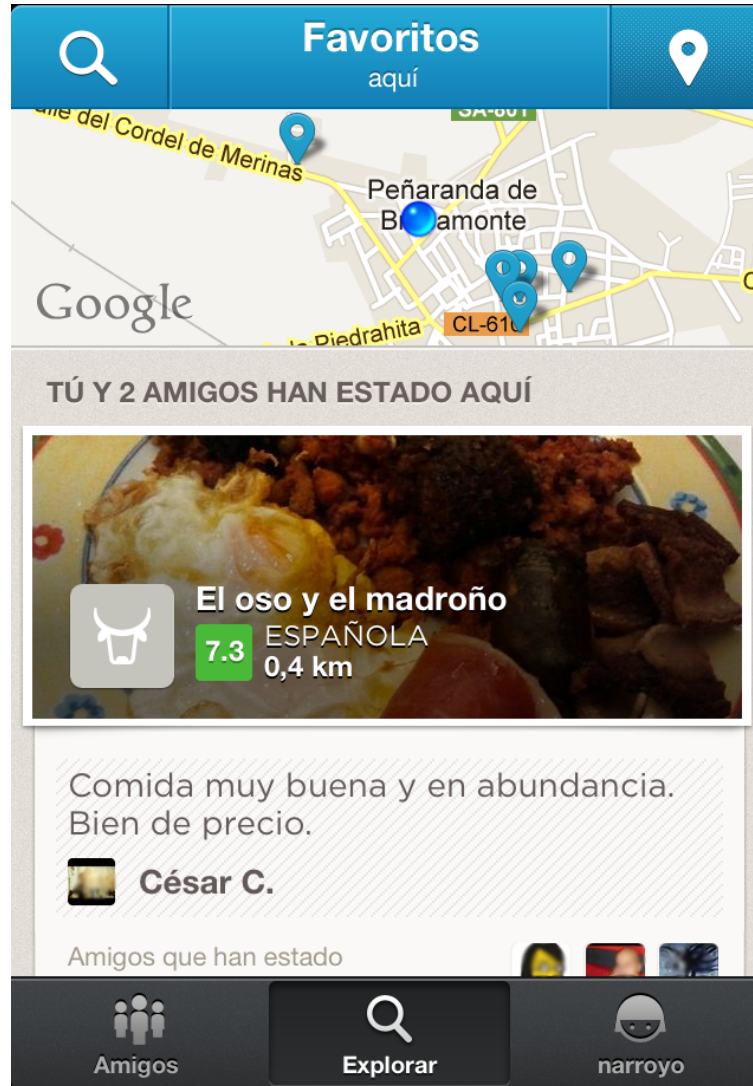 Favoritos
aquí
SA-801
Calle del Cordel de Merinas
Peñaranda de
amonte
Google
Piedrahita
CL-610
TÚ Y 2 AMIGOS HAN ESTADO AQUÍ
El oso y el madroño
7.3 ESPAÑOLA
0,4 km
Comida muy buena y en abundancia.
Bien de precio.
César C.
Amigos que han estado
Amigos
Explorar
narroyo